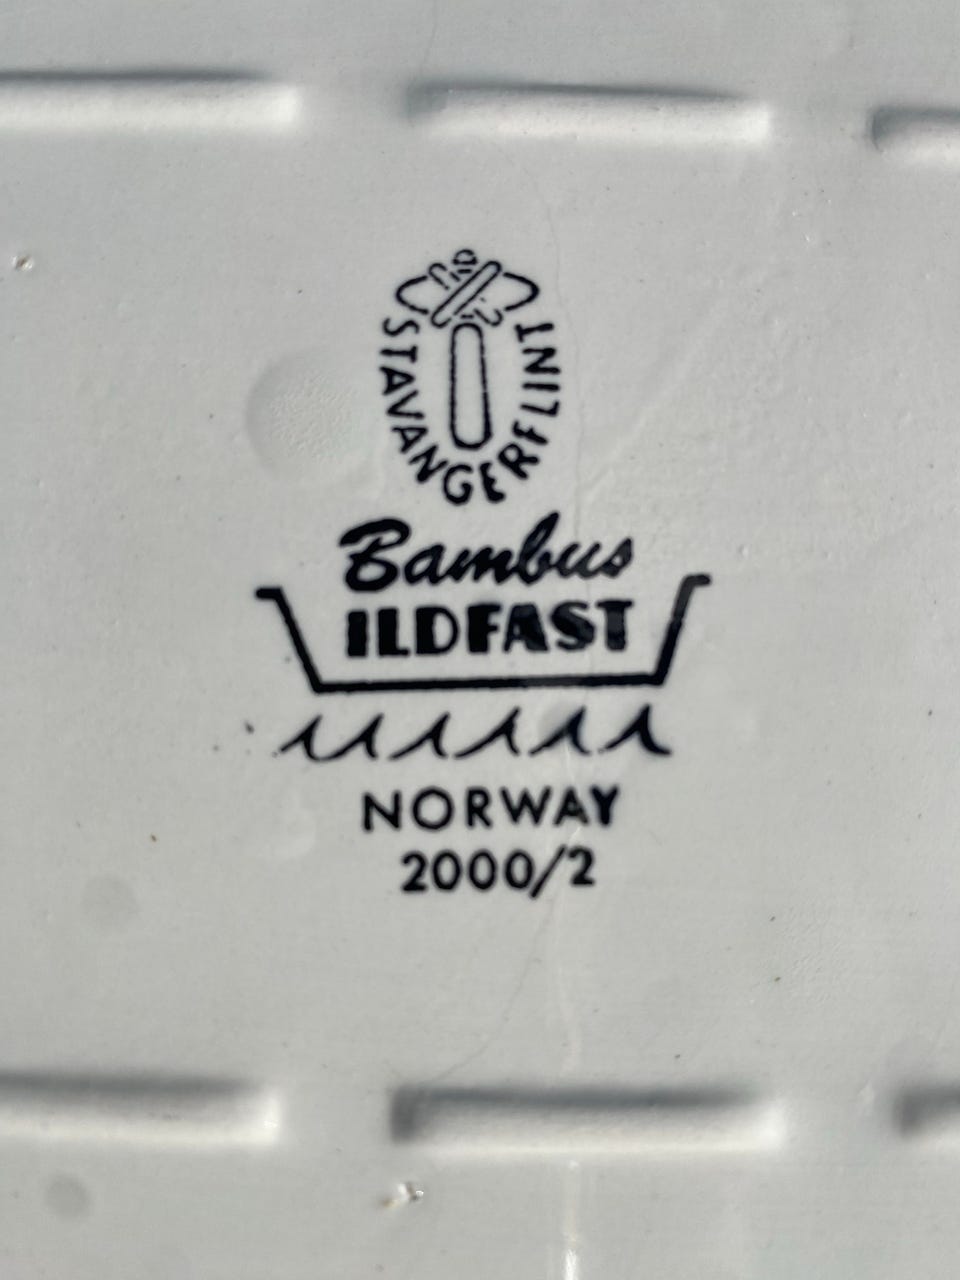 STAVANGERFLINT
Bambus
ILDFAST
NORWAY
2000/2